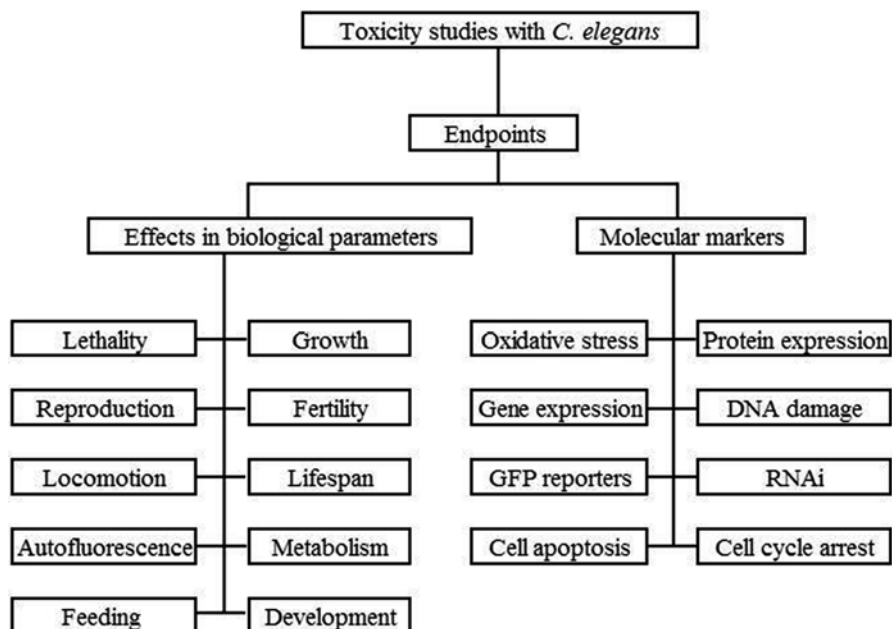 Toxicity studies with C. elegans
Endpoints
Effects in biological parameters
Molecular markers
Lethality
Growth
Oxidative stress
Protein expression
Reproduction
Fertility
Gene expression
DNA damage
Locomotion
Lifespan
GFP reporters
RNAi
Autofluorescence
Metabolism
Cell apoptosis
Cell cycle arrest
Feeding
Development